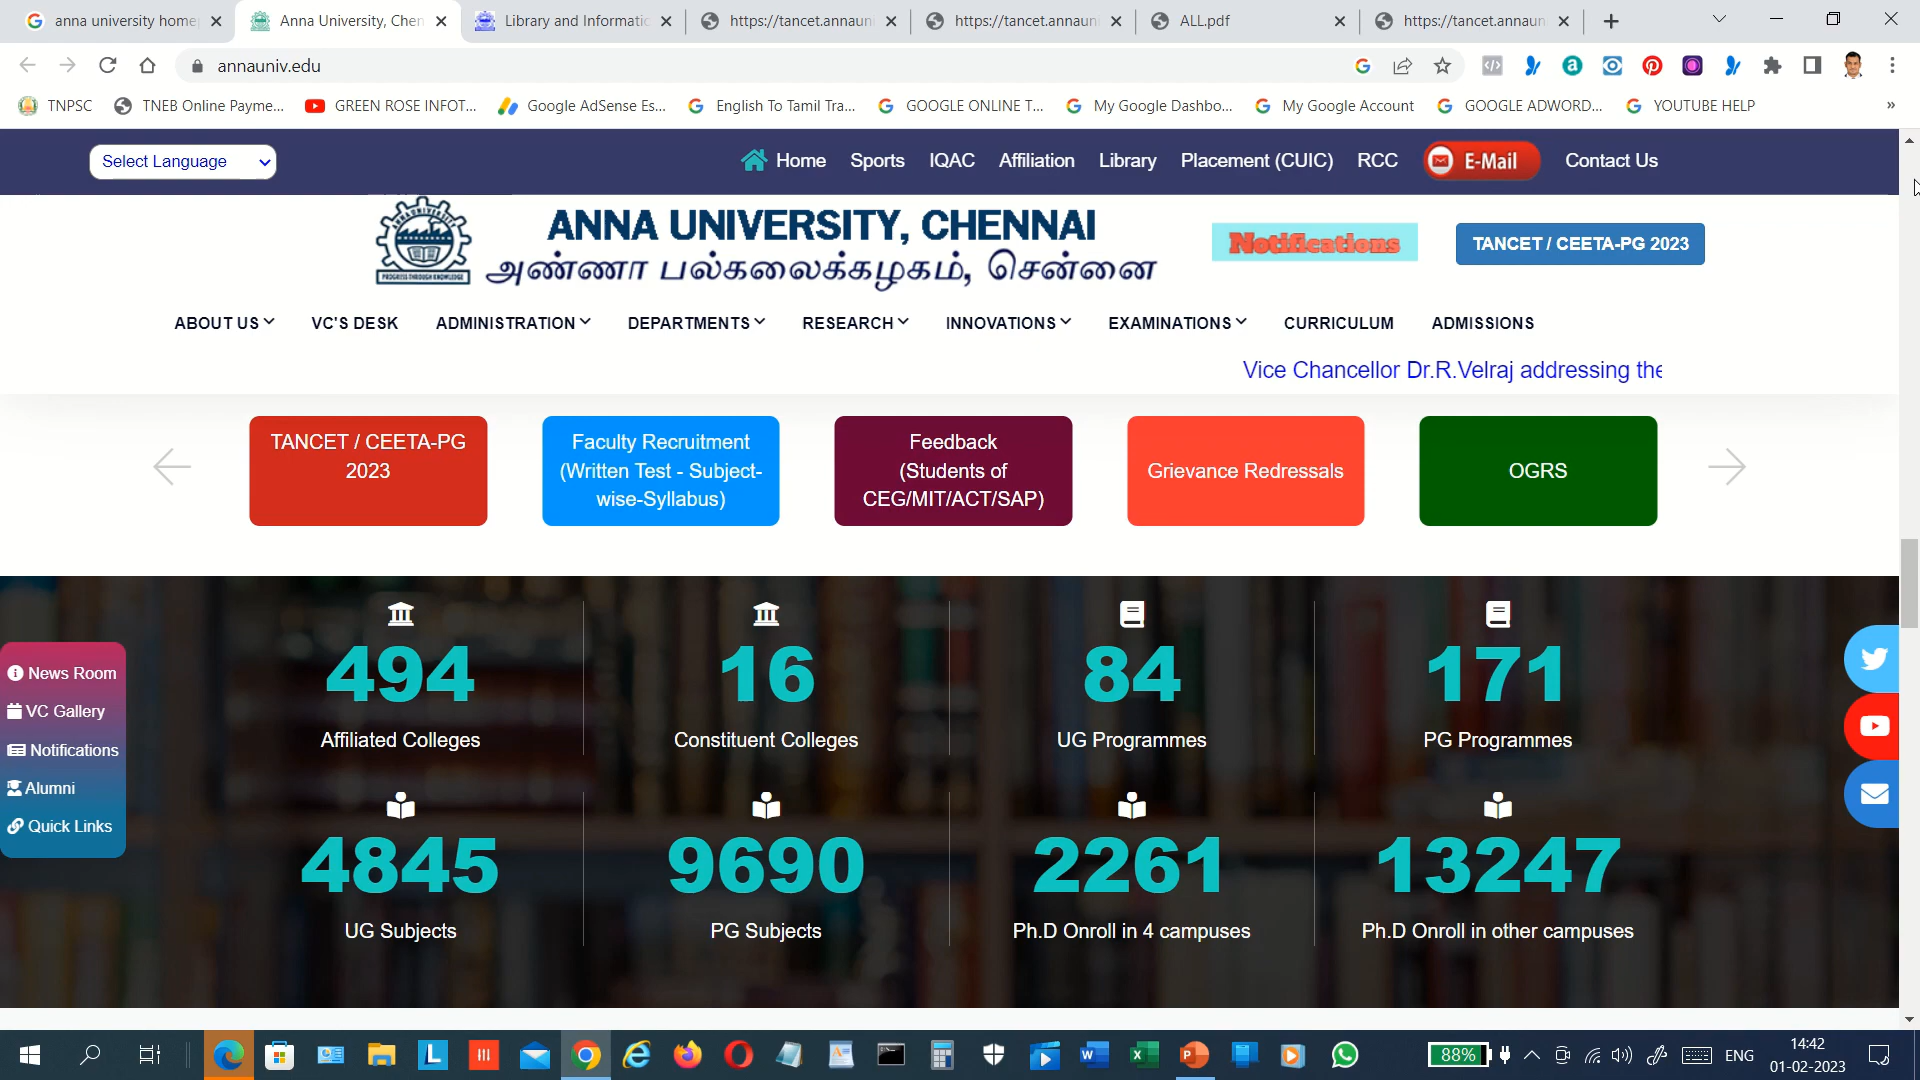 anna university home
Anna University, Chen
Library and Informatic
https://tancet.annauni
https://tancet.annauni
ALL.pdf
https://tancet.annaun
annauniv.edu
TNPSC
TNEB Online Payme...
GREEN ROSE INFOT...
Google AdSense Es...
English To Tamil Tra...
GOOGLE ONLINE T...
My Google Dashbo...
My Google Account
GOOGLE ADWORD...
YOUTUBE HELP
»
Select Language
Home
Sports
IQAC
Affiliation
Library
Placement (CUIC)
RCC
E-Mail
Contact Us
PROGRESS THROUGH KNOWLEDGE
ANNA UNIVERSITY, CHENNAI
அண்ணா பல்கலைக்கழகம், சென்னை
Notifications
TANCET / CEETA-PG 2023
ABOUT US
VC'S DESK
ADMINISTRATION
DEPARTMENTS
RESEARCH
INNOVATIONS
EXAMINATIONS
CURRICULUM
ADMISSIONS
Vice Chancellor Dr.R.Velraj addressing the
TANCET / CEETA-PG
2023
Faculty Recruitment
(Written Test - Subject-
wise-Syllabus)
Feedback
(Students of
CEG/MIT/ACT/SAP)
Grievance Redressals
OGRS
494
Affiliated Colleges
16
Constituent Colleges
84
UG Programmes
171
PG Programmes
4845
UG Subjects
9690
PG Subjects
2261
Ph.D Onroll in 4 campuses
13247
Ph.D Onroll in other campuses
News Room
VC Gallery
Notifications
Alumni
Quick Links
88%
ENG
14:42
01-02-2023